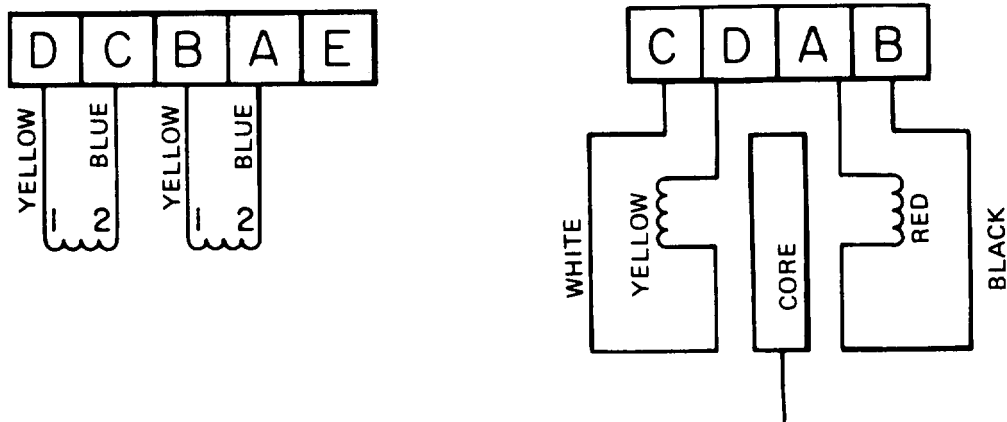 D C B A E
YELLOW
BLUE
YELLOW
BLUE
1 2
1 2
C D A B
WHITE
YELLOW
CORE
RED
BLACK